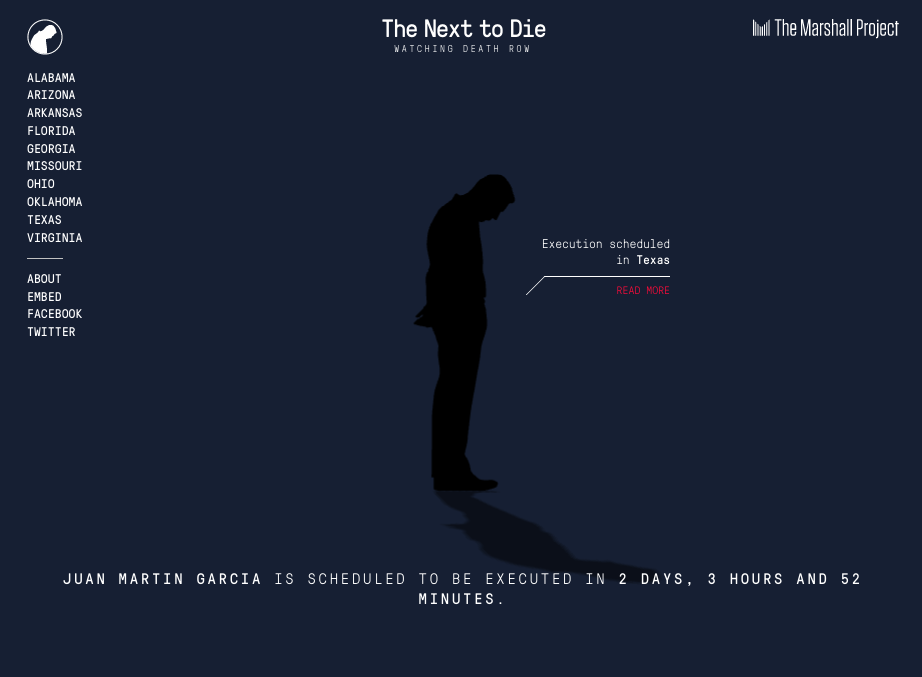 The Next to Die
WATCHING DEATH ROW
The Marshall Project
ALABAMA
ARIZONA
ARKANSAS
FLORIDA
GEORGIA
MISSOURI
OHIO
OKLAHOMA
TEXAS
VIRGINIA
ABOUT
EMBED
FACEBOOK
TWITTER
Execution scheduled
in Texas
READ MORE
JUAN MARTIN GARCIA IS SCHEDULED TO BE EXECUTED IN 2 DAYS, 3 HOURS AND 52
MINUTES.